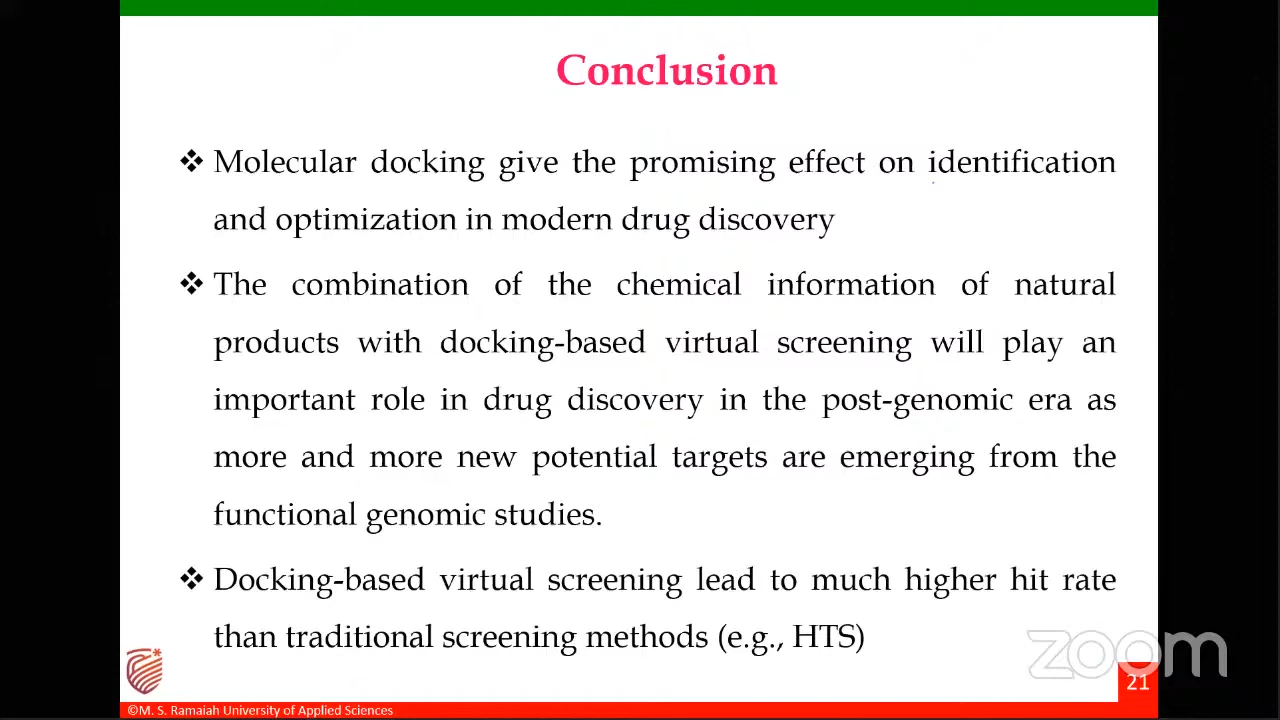 Conclusion
❖ Molecular docking give the promising effect on identification
and optimization in modern drug discovery
❖ The combination of the chemical information of natural
products with docking-based virtual screening will play an
important role in drug discovery in the post-genomic era as
more and more new potential targets are emerging from the
functional genomic studies.
❖ Docking-based virtual screening lead to much higher hit rate
than traditional screening methods (e.g., HTS)
zoom
21
©M. S. Ramaiah University of Applied Sciences